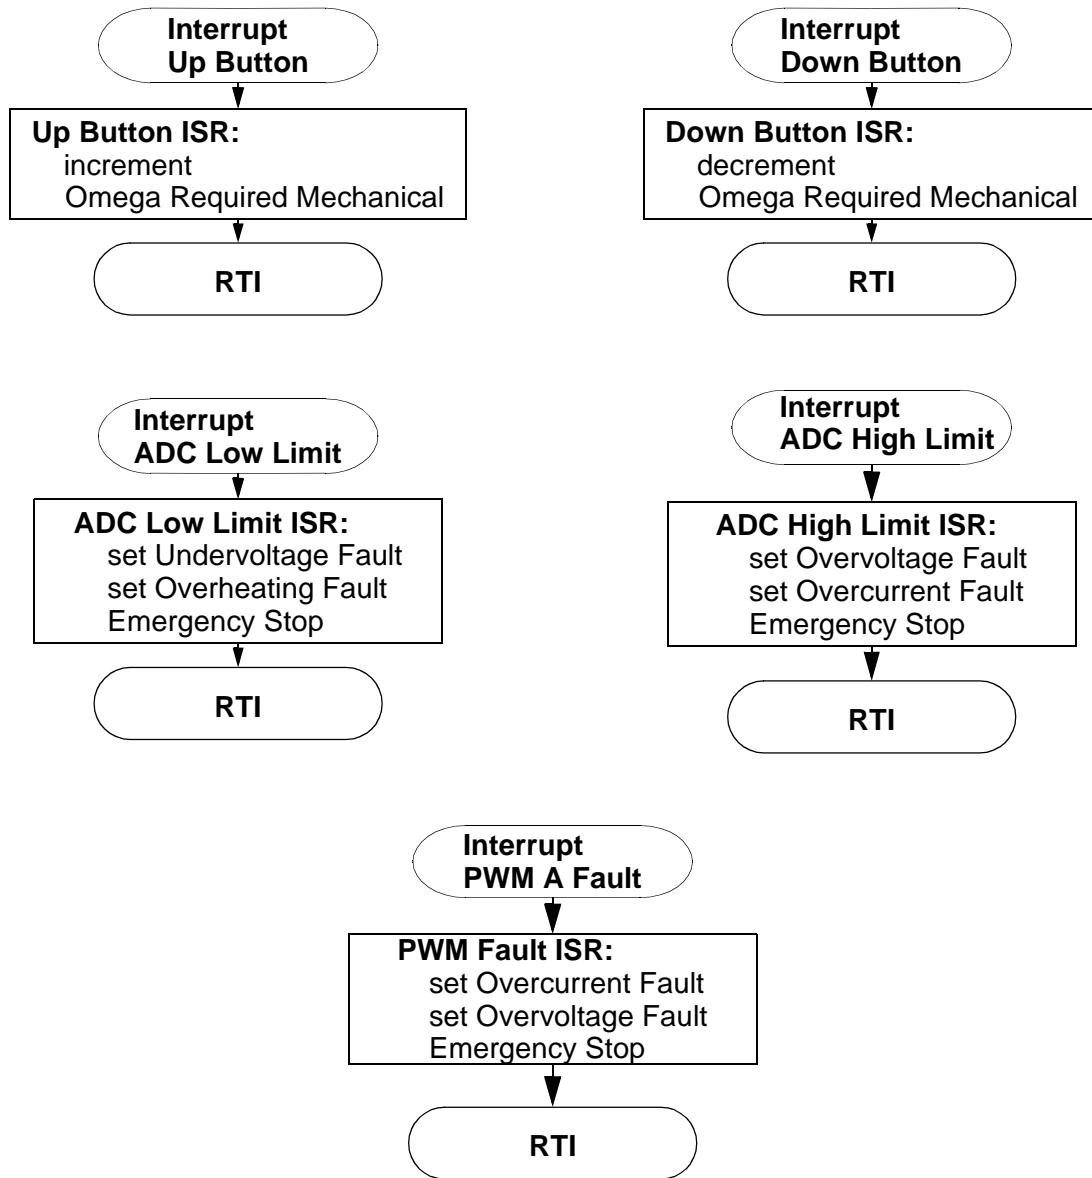 Interrupt
Up Button
Up Button ISR:
increment
Omega Required Mechanical
RTI
Interrupt
Down Button
Down Button ISR:
decrement
Omega Required Mechanical
RTI
Interrupt
ADC Low Limit
ADC Low Limit ISR:
set Undervoltage Fault
set Overheating Fault
Emergency Stop
RTI
Interrupt
ADC High Limit
ADC High Limit ISR:
set Overvoltage Fault
set Overcurrent Fault
Emergency Stop
RTI
Interrupt
PWM A Fault
PWM Fault ISR:
set Overcurrent Fault
set Overvoltage Fault
Emergency Stop
RTI